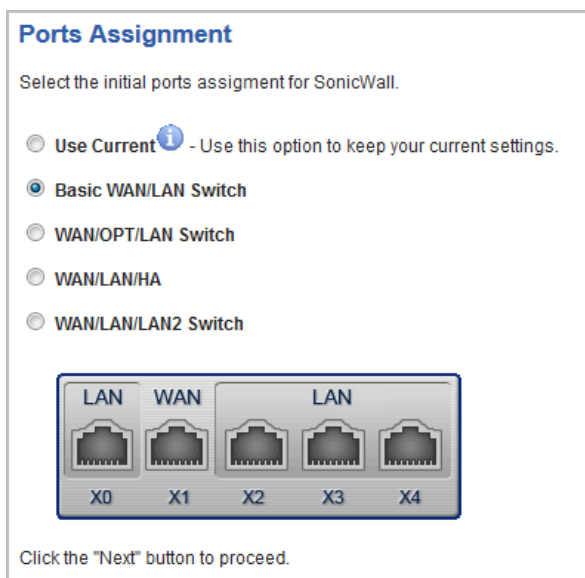 Ports Assignment
Select the initial ports assigment for SonicWall.
Use Current i - Use this option to keep your current settings.
Basic WAN/LAN Switch
WAN/OPT/LAN Switch
WAN/LAN/HA
WAN/LAN/LAN2 Switch
LAN WAN LAN
X0 X1 X2 X3 X4
Click the "Next" button to proceed.